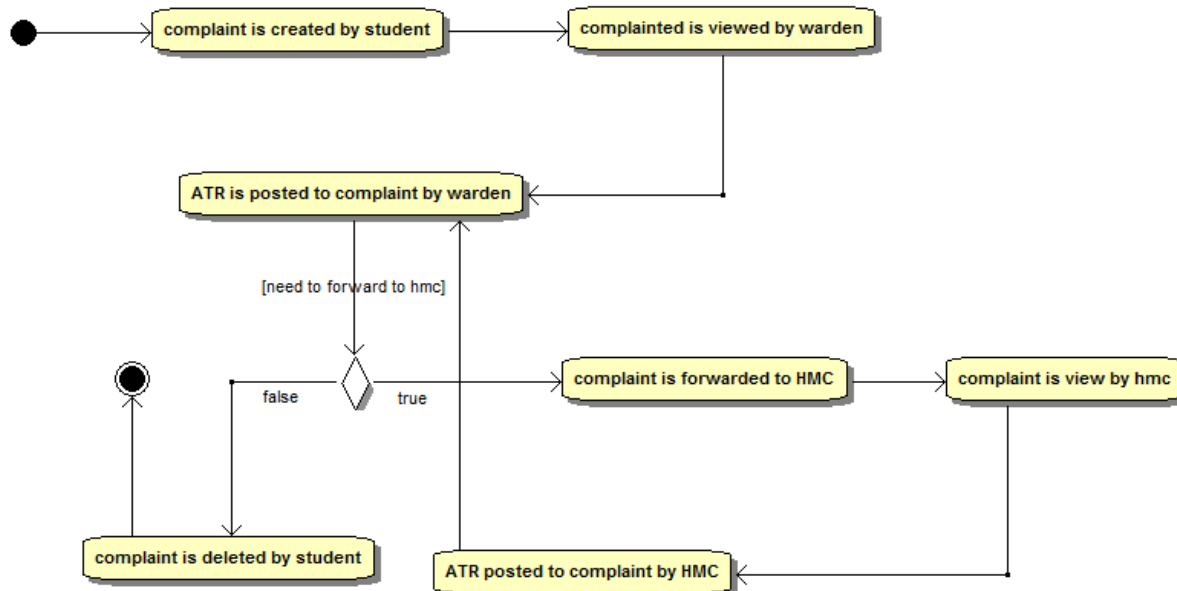 complaint is created by student
complainted is viewed by warden
ATR is posted to complaint by warden
[need to forward to hmc]
false
true
complaint is forwarded to HMC
complaint is view by hmc
complaint is deleted by student
ATR posted to complaint by HMC